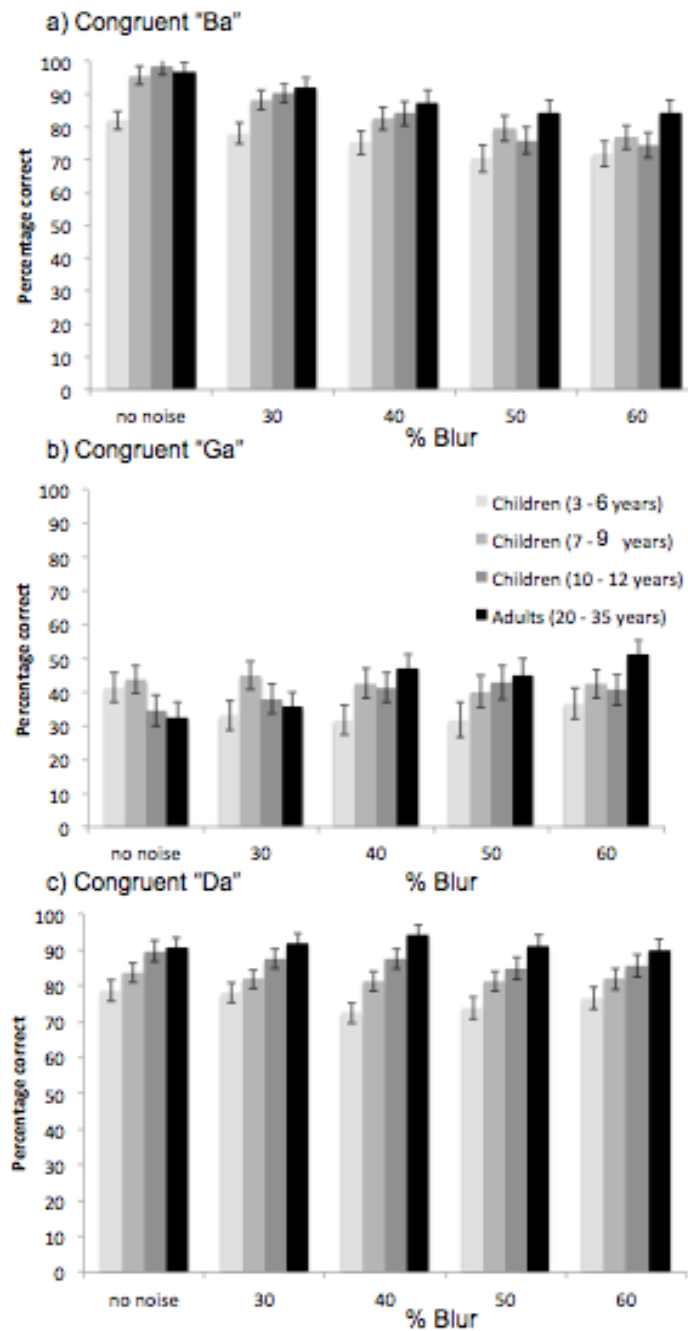 a) Congruent "Ba"
Percentage correct
100
90
80
70
60
50
40
30
20
10
0
no noise 30 40 50 60
% Blur
b) Congruent "Ga"
Percentage correct
100
90
80
70
60
50
40
30
20
10
0
Children (3 - 6 years)
Children (7 - 9 years)
Children (10 - 12 years)
Adults (20 - 35 years)
no noise 30 40 50 60
% Blur
c) Congruent "Da"
Percentage correct
100
90
80
70
60
50
40
30
20
10
0
no noise 30 40 50 60
% Blur